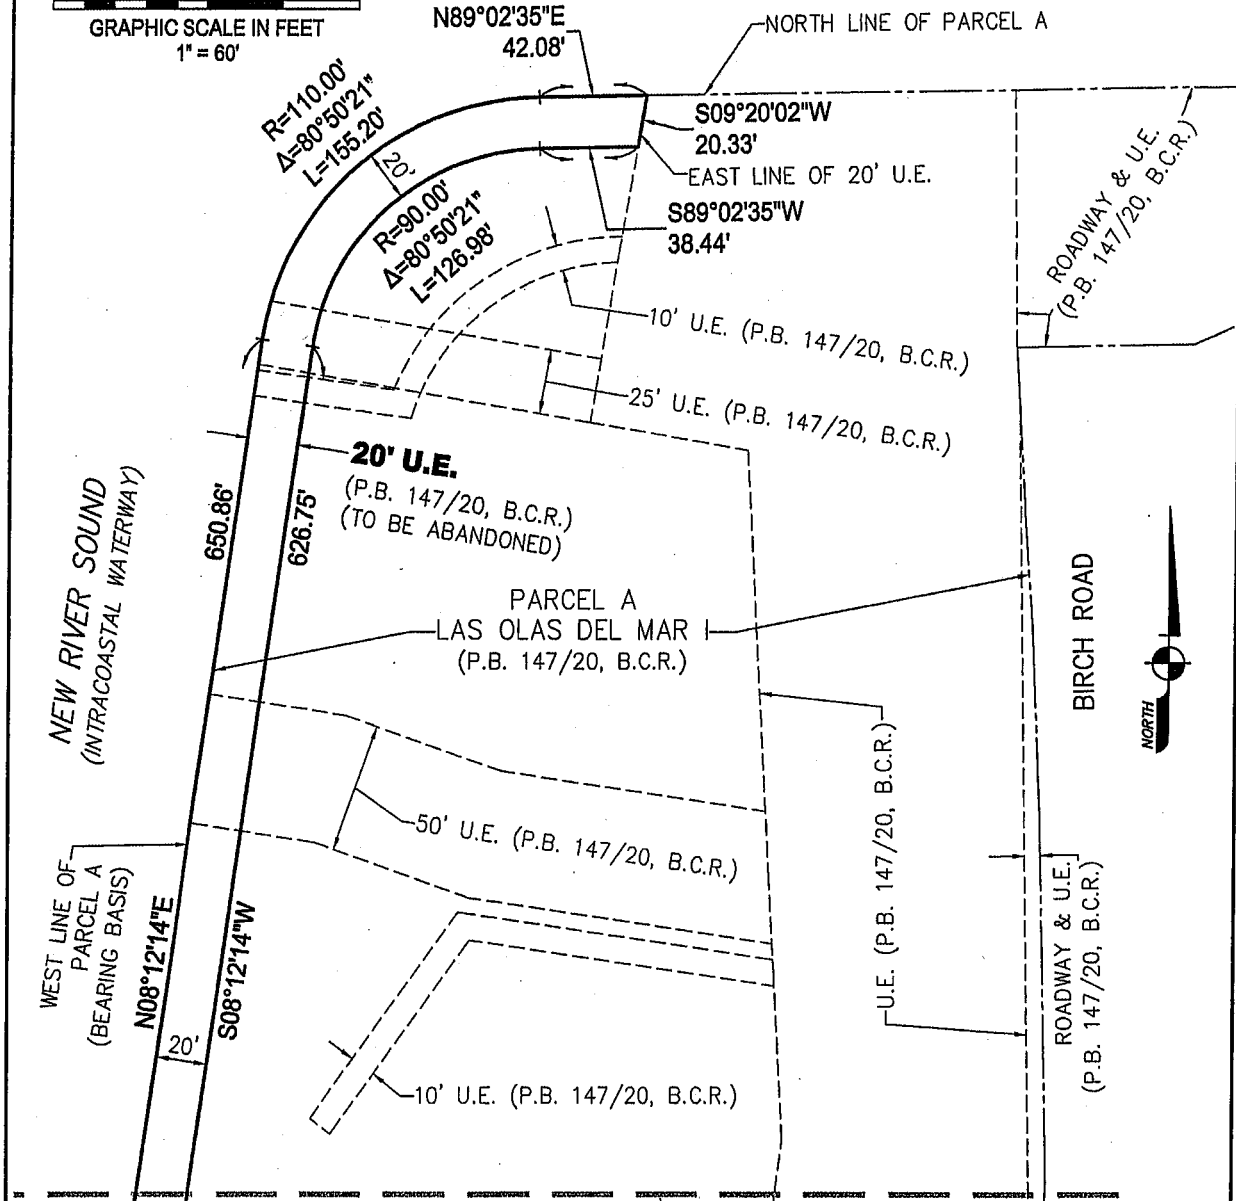 GRAPHIC SCALE IN FEET
1" = 60'
N89°02'35"E
42.08'
NORTH LINE OF PARCEL A
R=110.00'
Δ=80°50'21"
L=155.20'
20'
R=90.00'
Δ=80°50'21"
L=126.98'
S09°20'02"W
20.33'
EAST LINE OF 20' U.E.
S89°02'35"W
38.44'
ROADWAY & U.E.
(P.B. 147/20, B.C.R.)
10' U.E. (P.B. 147/20, B.C.R.)
25' U.E. (P.B. 147/20, B.C.R.)
20' U.E.
(P.B. 147/20, B.C.R.)
(TO BE ABANDONED)
650.86'
626.75'
NEW RIVER SOUND
(INTRACOASTAL WATERWAY)
PARCEL A
LAS OLAS DEL MAR I
(P.B. 147/20, B.C.R.)
BIRCH ROAD
NORTH
50' U.E. (P.B. 147/20, B.C.R.)
U.E. (P.B. 147/20, B.C.R.)
ROADWAY & U.E.
(P.B. 147/20, B.C.R.)
WEST LINE OF
PARCEL A
(BEARING BASIS)
N08°12'14"E
S08°12'14"W
20'
10' U.E. (P.B. 147/20, B.C.R.)